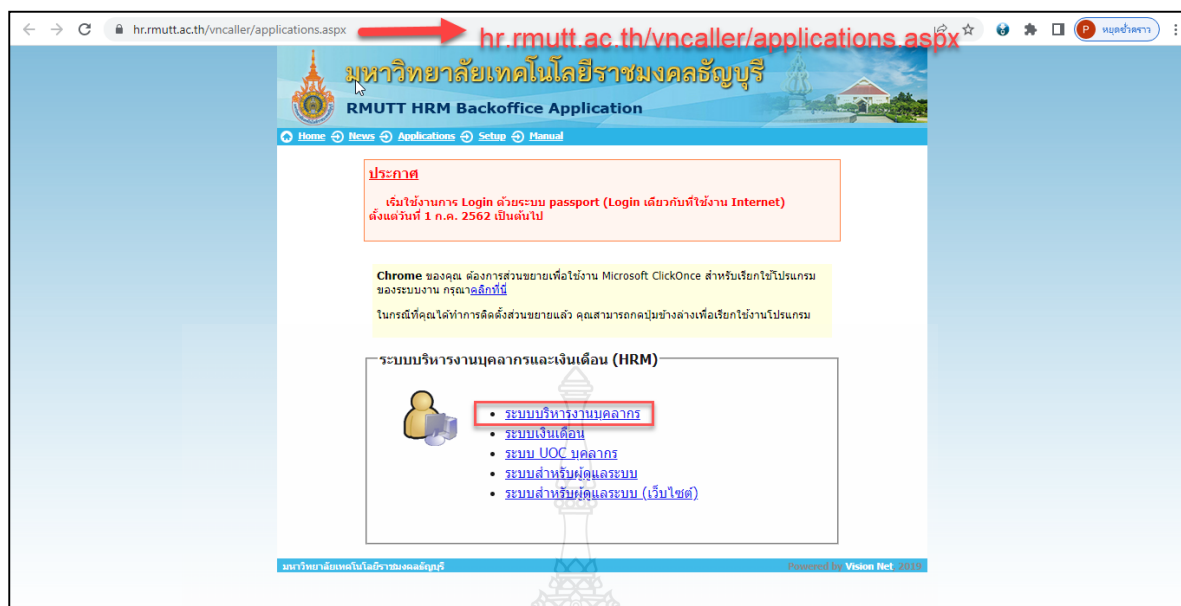 hr.rmutt.ac.th/vncaller/applications.aspx
hr.rmutt.ac.th/vncaller/applications.aspx
P หยุดชั่วคราว
มหาวิทยาลัยเทคโนโลยีราชมงคลธัญบุรี
RMUTT HRM Backoffice Application
Home News Applications Setup Manual
ประกาศ
เริ่มใช้งานการ Login ด้วยระบบ passport (Login เดียวกับที่ใช้งาน Internet)
ตั้งแต่วันที่ 1 ก.ค. 2562 เป็นต้นไป
Chrome ของคุณ ต้องการส่วนขยายเพื่อใช้งาน Microsoft ClickOnce สำหรับเรียกใช้โปรแกรม
ของระบบงาน กรุณาคลิกที่นี่
ในกรณีที่คุณได้ทำการติดตั้งส่วนขยายแล้ว คุณสามารถกดปุ่มข้างล่างเพื่อเรียกใช้งานโปรแกรม
ระบบบริหารงานบุคลากรและเงินเดือน (HRM)
• ระบบบริหารงานบุคลากร
• ระบบเงินเดือน
• ระบบ UOC บุคลากร
• ระบบสำหรับผู้ดูแลระบบ
• ระบบสำหรับผู้ดูแลระบบ (เว็บไซต์)
มหาวิทยาลัยเทคโนโลยีราชมงคลธัญบุรี Powered by Vision Net 2019